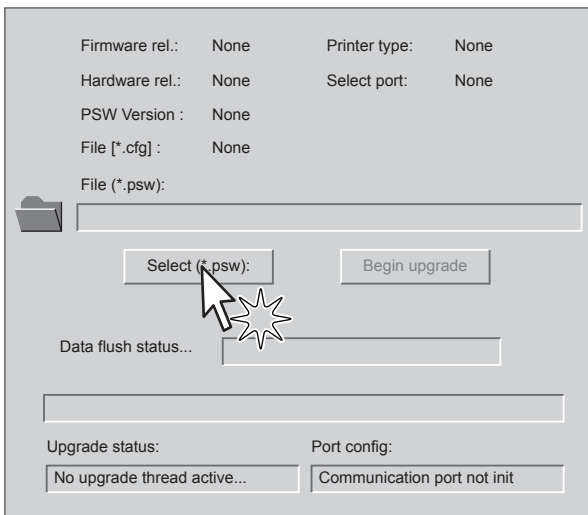 Firmware rel.: None Printer type: None
Hardware rel.: None Select port: None
PSW Version : None
File [*.cfg] : None
File (*.psw):
Select (*.psw): Begin upgrade
Data flush status...
Upgrade status: Port config:
No upgrade thread active... Communication port not init